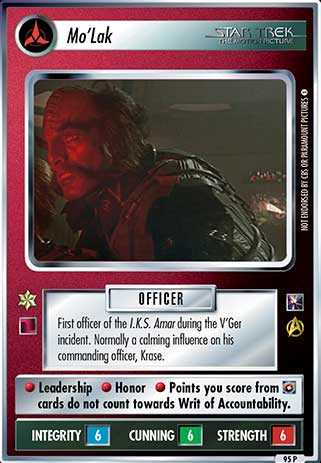 Mo'Lak
STAR TREK
THE MOTION PICTURE
NOT ENDORSED BY CBS OR PARAMOUNT PICTURES
OFFICER
First officer of the I.K.S. Amar during the V'Ger
incident. Normally a calming influence on his
commanding officer, Krase.
Leadership Honor Points you score from
cards do not count towards Writ of Accountability.
INTEGRITY 6 CUNNING 6 STRENGTH 6
95 P